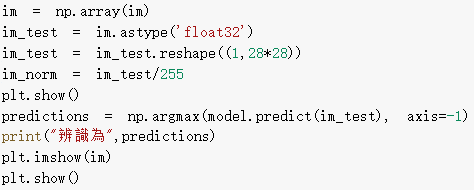 im = np.array(im)
im_test = im.astype('float32')
im_test = im_test.reshape((1,28*28))
im_norm = im_test/255
plt.show()
predictions = np.argmax(model.predict(im_test), axis=-1)
print("辨識為",predictions)
plt.imshow(im)
plt.show()